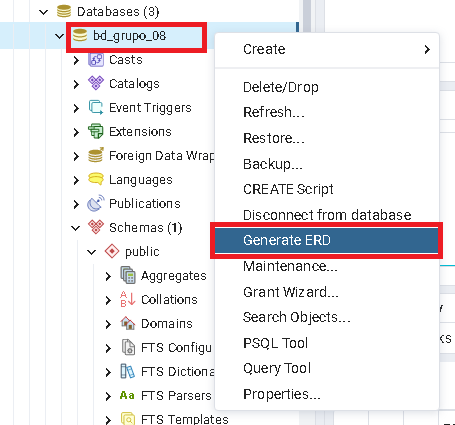 Databases (3)
bd_grupo_08
Casts
Catalogs
Event Triggers
Extensions
Foreign Data Wrap
Languages
Publications
Schemas (1)
public
Aggregates
Collations
Domains
FTS Configu
FTS Dictiona
Aa FTS Parsers
FTS Templates
Create
Delete/Drop
Refresh...
Restore...
Backup...
CREATE Script
Disconnect from database
Generate ERD
Maintenance...
Grant Wizard...
Search Objects...
PSQL Tool
Query Tool
Properties...